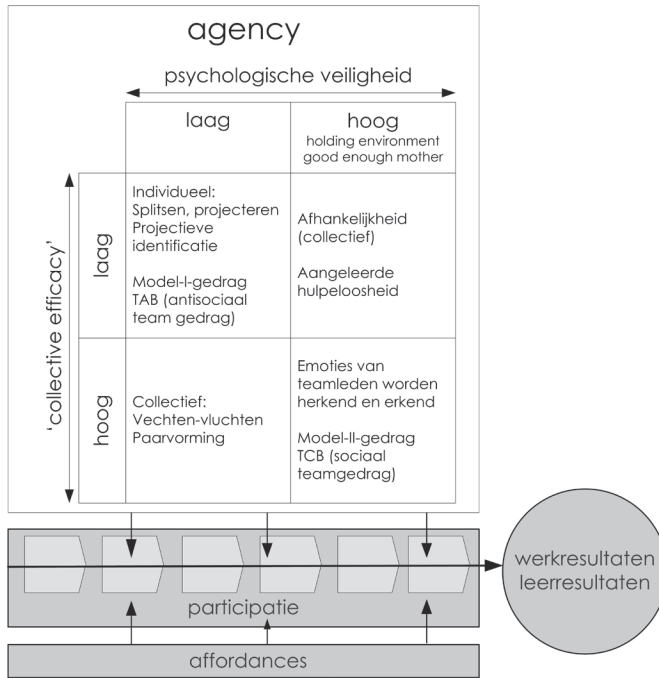 agency
psychologische veiligheid
laag
hoog
holding environment
good enough mother
'collective efficacy'
laag
Individueel:
Splitsen, projecteren
Projectieve
identificatie
Model-I-gedrag
TAB (antisociaal
team gedrag)
Afhankelijkheid
(collectief)
Aangeleerde
hulpeloosheid
hoog
Collectief:
Vechten-vluchten
Paarvorming
Emoties van
teamleden worden
herkend en erkend
Model-II-gedrag
TCB (sociaal
teamgedrag)
participatie
werkresultaten
leerresultaten
affordances